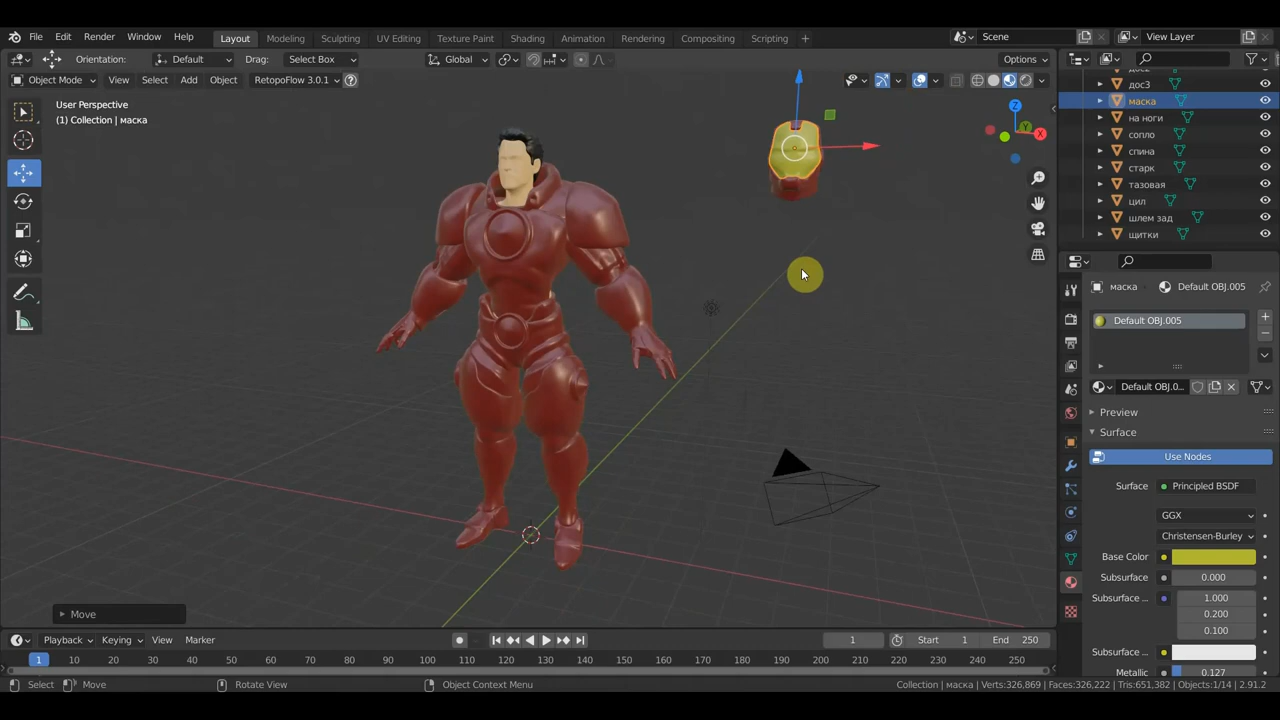 File Edit Render Window Help Layout Modeling Sculpting UV Editing Texture Paint Shading Animation Rendering Compositing Scripting + Scene View Layer
Orientation: Default Drag: Select Box Global Options
Object Mode View Select Add Object RetopoFlow 3.0.1
User Perspective
(1) Collection | маска
дос3
маска
на ноги
сопло
спина
старк
тазовая
цил
шлем зад
щитки
маска Default OBJ.005
Default OBJ.005
Default OBJ.0...
Preview
Surface
Use Nodes
Surface Principled BSDF
GGX
Christensen-Burley
Base Color
Subsurface 0.000
Subsurface .. 1.000
0.200
0.100
Subsurface ..
Metallic 0.127
Move
Playback Keying View Marker 1 Start 1 End 250
1 10 20 30 40 50 60 70 80 90 100 110 120 130 140 150 160 170 180 190 200 210 220 230 240 250
Select Move Rotate View Object Context Menu Collection | маска | Verts:326,869 | Faces:326,222 | Tris:651,382 | Objects:1/14 | 2.91.2
X
Y
Z